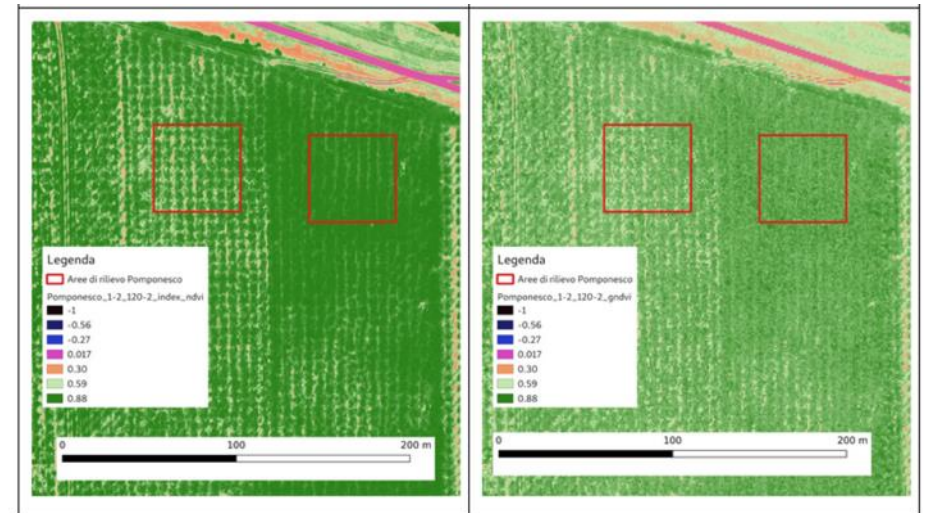 Legenda
Aree di rilievo Pomponesco
Pomponesco_1-2_120-2_index_ndvi
-1
-0.56
-0.27
0.017
0.30
0.59
0.88
0 100 200 m
Legenda
Aree di rilievo Pomponesco
Pomponesco_1-2_120-2_gndvi
-1
-0.56
-0.27
0.017
0.30
0.59
0.88
0 100 200 m